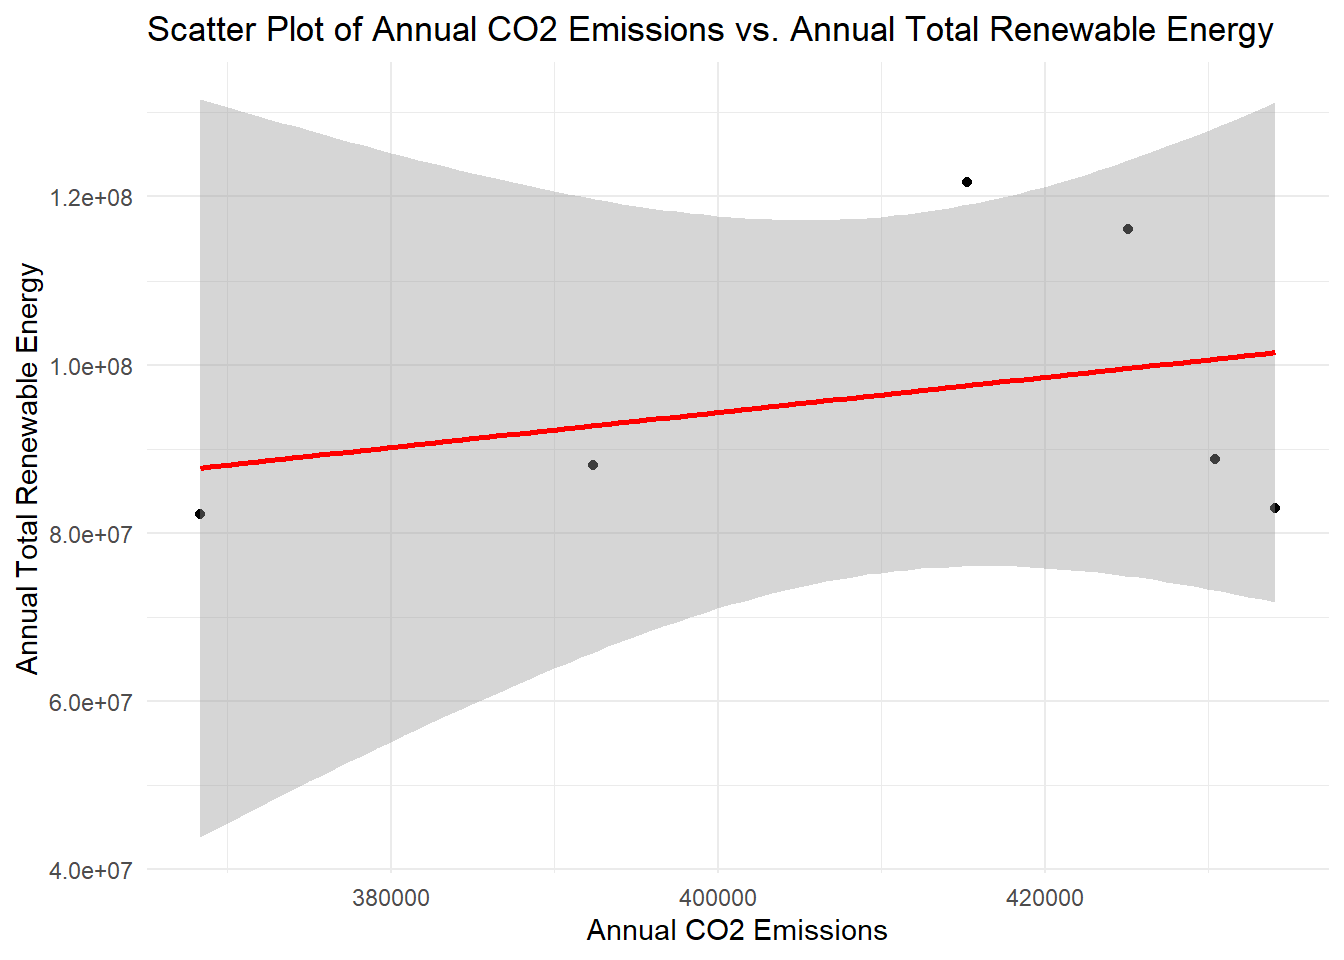 Scatter Plot of Annual CO2 Emissions vs. Annual Total Renewable Energy
Annual Total Renewable Energy
1.2e+08
1.0e+08
8.0e+07
6.0e+07
4.0e+07
380000
400000
420000
Annual CO2 Emissions